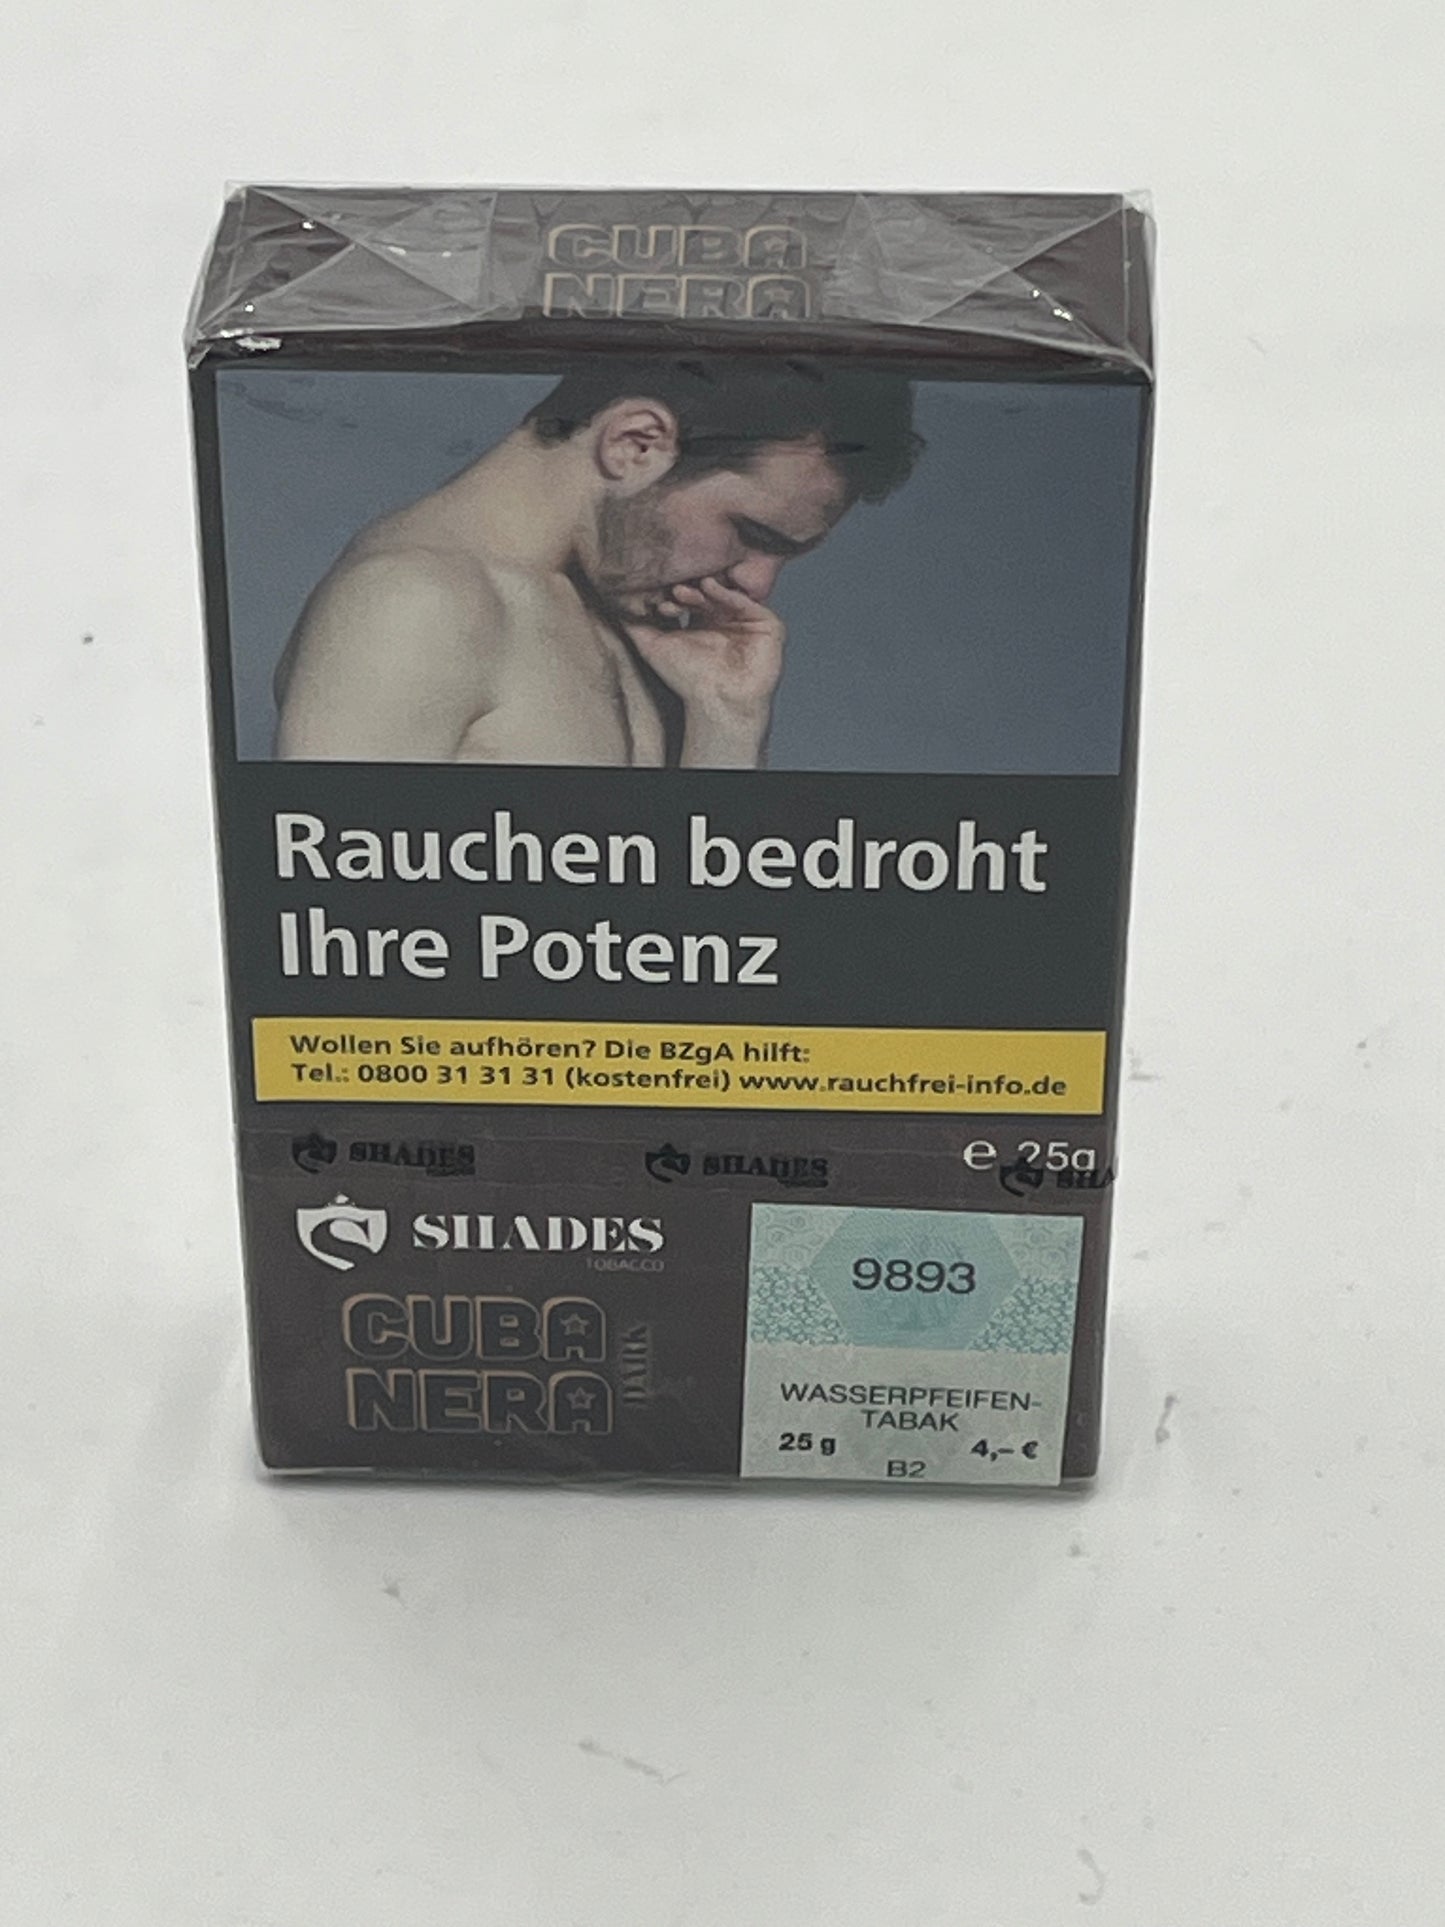 CUBA
NERA
Rauchen bedroht
Ihre Potenz
Wollen Sie aufhören? Die BZgA hilft:
Tel.: 0800 31 31 31 (kostenfrei) www.rauchfrei-info.de
SHADES SHADES SHA
e 25g
SHADES
TOBACCO
CUBA
NERA
DARK
9893
WASSERPFEIFEN-
TABAK
25 g 4,– €
B2